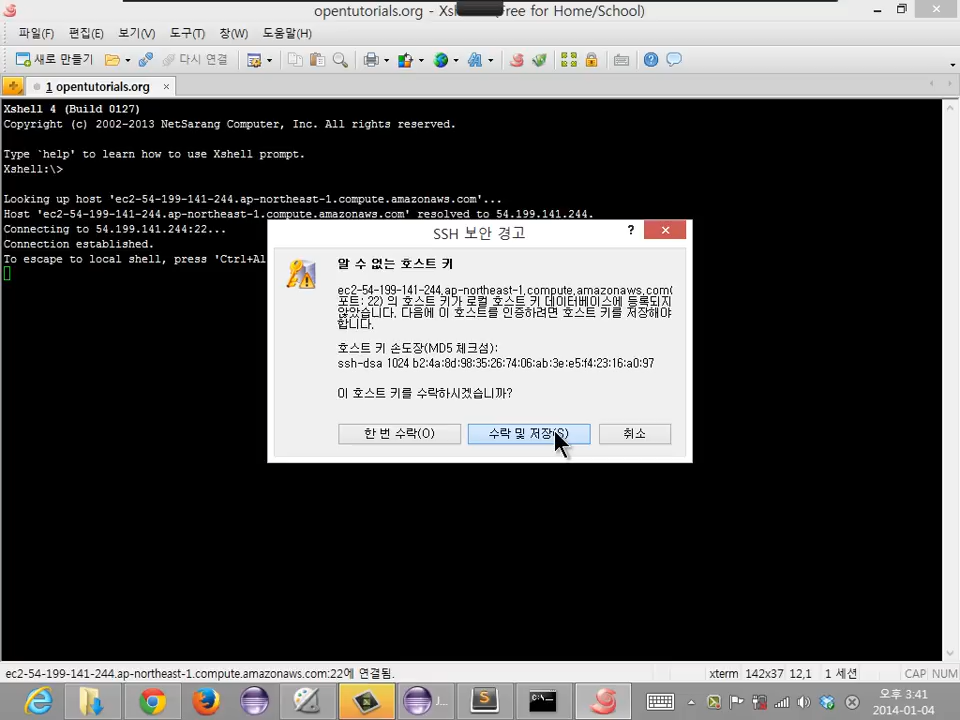 opentutorials.org - Xs
(Free for Home/School)
파일(F) 편집(E) 보기(V) 도구(T) 창(W) 도움말(H)
새로 만들기 다시 연결
1 opentutorials.org
Xshell 4 (Build 0127)
Copyright (c) 2002-2013 NetSarang Computer, Inc. All rights reserved.
Type `help' to learn how to use Xshell prompt.
Xshell:\>
Looking up host 'ec2-54-199-141-244.ap-northeast-1.compute.amazonaws.com'...
Host 'ec2-54-199-141-244.ap-northeast-1.compute.amazonaws.com' resolved to 54.199.141.244.
Connecting to 54.199.141.244:22...
Connection established.
To escape to local shell, press 'Ctrl+Al
SSH 보안 경고
알 수 없는 호스트 키
ec2-54-199-141-244.ap-northeast-1.compute.amazonaws.com(
포트: 22) 의 호스트 키가 로컬 호스트 키 데이터베이스에 등록되지
않았습니다. 다음에 이 호스트를 인증하려면 호스트 키를 저장해야
합니다.
호스트 키 손도장(MD5 체크섬):
ssh-dsa 1024 b2:4a:8d:98:35:26:74:06:ab:3e:e5:f4:23:16:a0:97
이 호스트 키를 수락하시겠습니까?
한 번 수락(O) 수락 및 저장(S) 취소
ec2-54-199-141-244.ap-northeast-1.compute.amazonaws.com:22에 연결됨.
xterm 142x37 12,1 1 세션 CAP NUM
J...
오후 3:41
2014-01-04